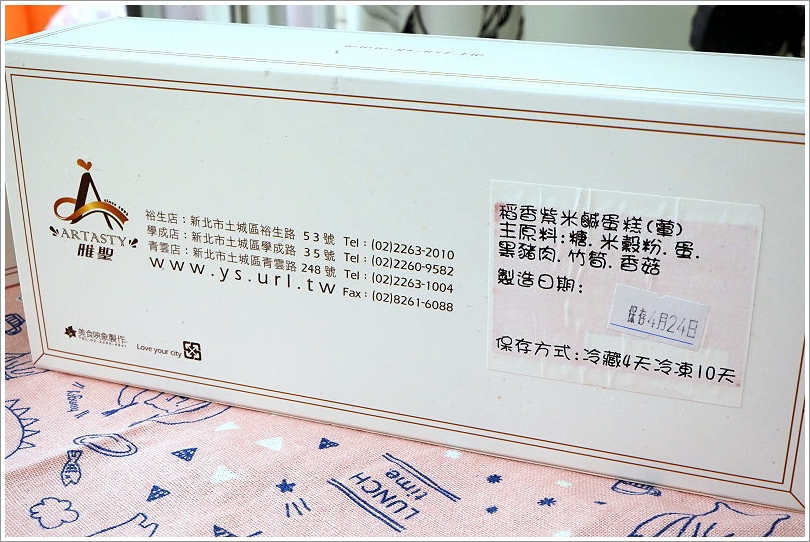 ARTASTY
雅聖
裕生店：新北市土城區裕生路 53號 Tel：(02)2263-2010
學成店：新北市土城區學成路 35號 Tel：(02)2260-9582
青雲店：新北市土城區青雲路 248號 Tel：(02)2263-1004
www.ys.url.tw Fax：(02)8261-6088
美食映象製作
Love your city
稻香紫米鹹蛋糕(葷)
主原料:糖.米穀粉.蛋.
黑豬肉.竹筍.香菇
製造日期:
保存4月24日
保存方式:冷藏4天冷凍10天
LUNCH
time